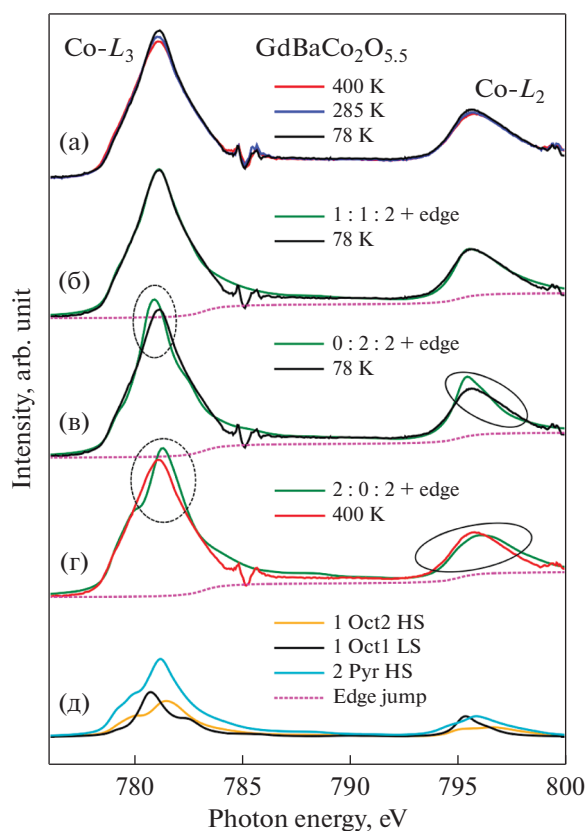 Co-L₃
GdBaCo₂O₅.₅
400 K
285 K
78 K
Co-L₂
(а)
1 : 1 : 2 + edge
78 K
(б)
0 : 2 : 2 + edge
78 K
(в)
2 : 0 : 2 + edge
400 K
(г)
1 Oct2 HS
1 Oct1 LS
2 Pyr HS
Edge jump
(д)
Intensity, arb. unit
780 785 790 795 800
Photon energy, eV